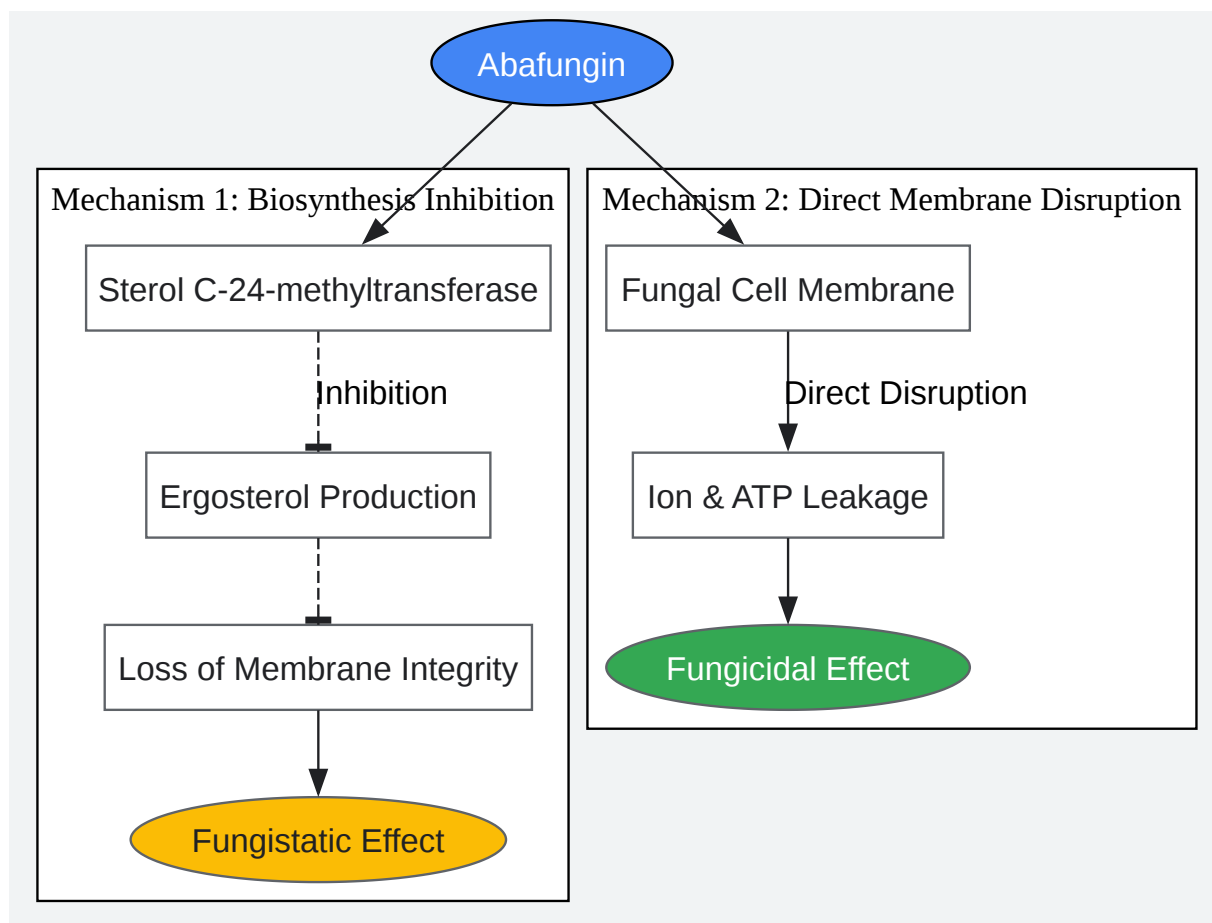 Abafungin
Mechanism 1: Biosynthesis Inhibition
Sterol C-24-methyltransferase
Inhibition
Ergosterol Production
Loss of Membrane Integrity
Fungistatic Effect
Mechanism 2: Direct Membrane Disruption
Fungal Cell Membrane
Direct Disruption
Ion & ATP Leakage
Fungicidal Effect